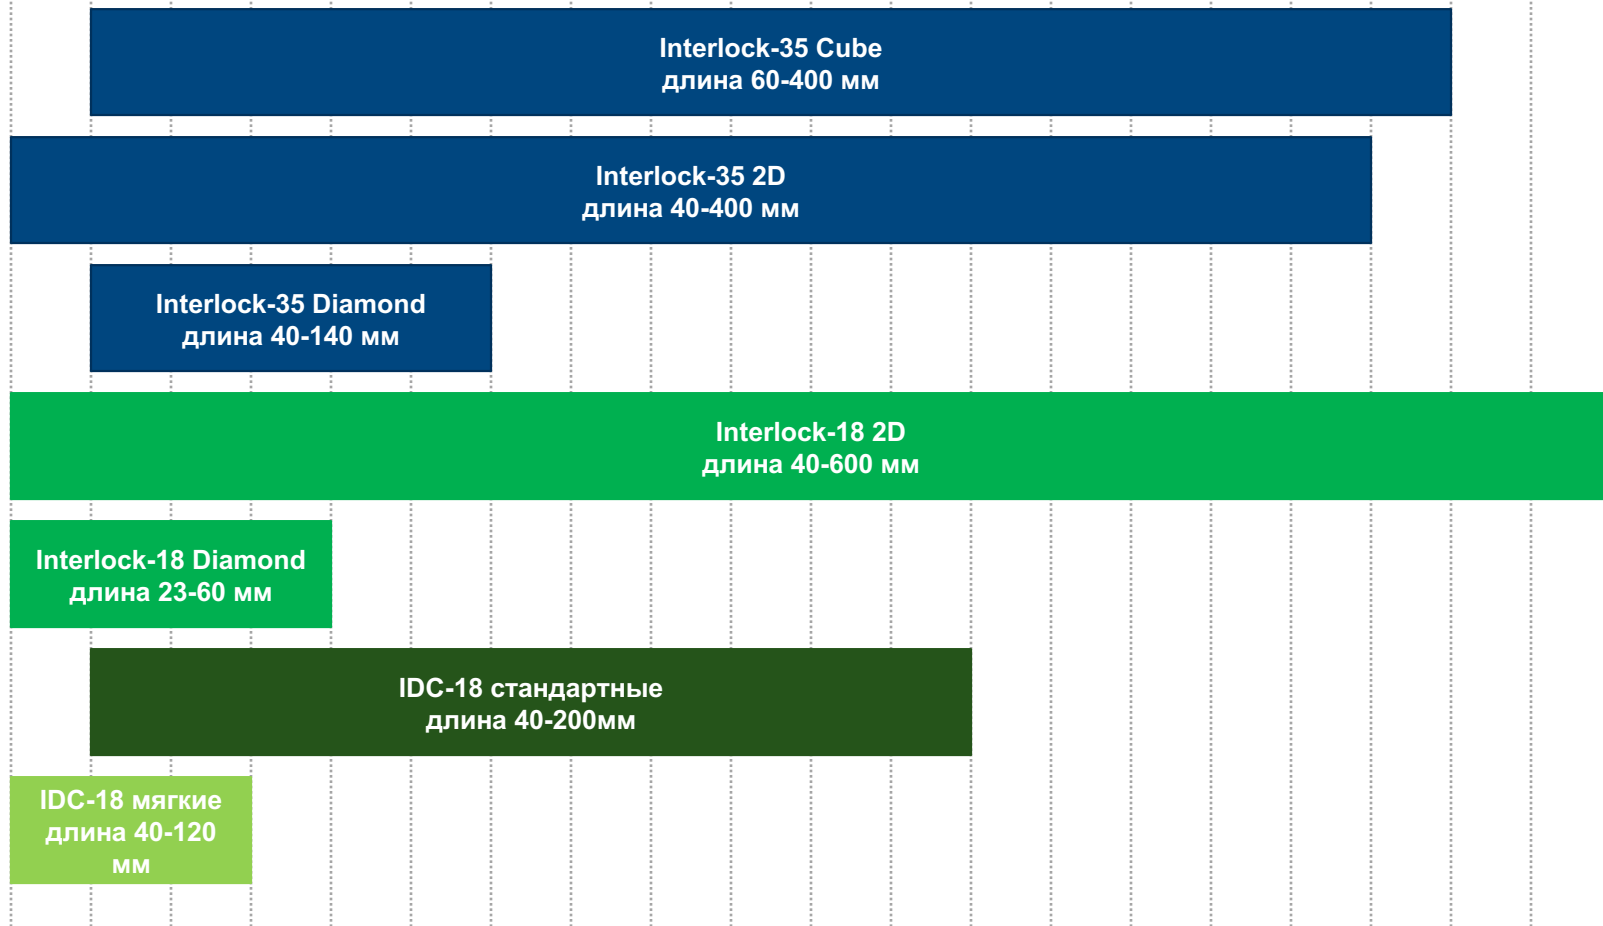 Interlock-35 Cube
длина 60-400 мм
Interlock-35 2D
длина 40-400 мм
Interlock-35 Diamond
длина 40-140 мм
Interlock-18 2D
длина 40-600 мм
Interlock-18 Diamond
длина 23-60 мм
IDC-18 стандартные
длина 40-200мм
IDC-18 мягкие
длина 40-120
мм